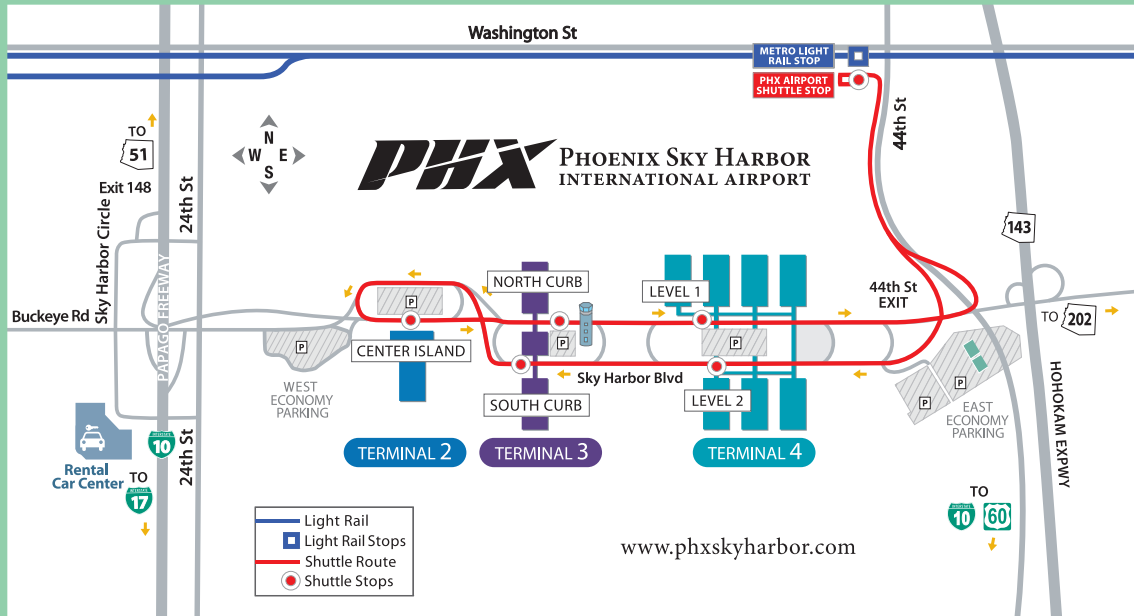 Washington St
METRO LIGHT
RAIL STOP
PHX AIRPORT
SHUTTLE STOP
44th St
TO
51
N
W E
S
PHX
PHOENIX SKY HARBOR
INTERNATIONAL AIRPORT
Exit 148
24th St
Sky Harbor Circle
143
NORTH CURB
LEVEL 1
44th St
EXIT
PAPAGO FREEWAY
Buckeye Rd
P
TO 202
P
P
P
CENTER ISLAND
Sky Harbor Blvd
P
P
WEST
ECONOMY
PARKING
SOUTH CURB
LEVEL 2
EAST
ECONOMY
PARKING
HOHOKAM EXPWY
TERMINAL 2
TERMINAL 3
TERMINAL 4
INTERSTATE
10
24th St
Rental
Car Center
TO
INTERSTATE
17
TO
INTERSTATE
10
60
Light Rail
Light Rail Stops
Shuttle Route
Shuttle Stops
www.phxskyharbor.com